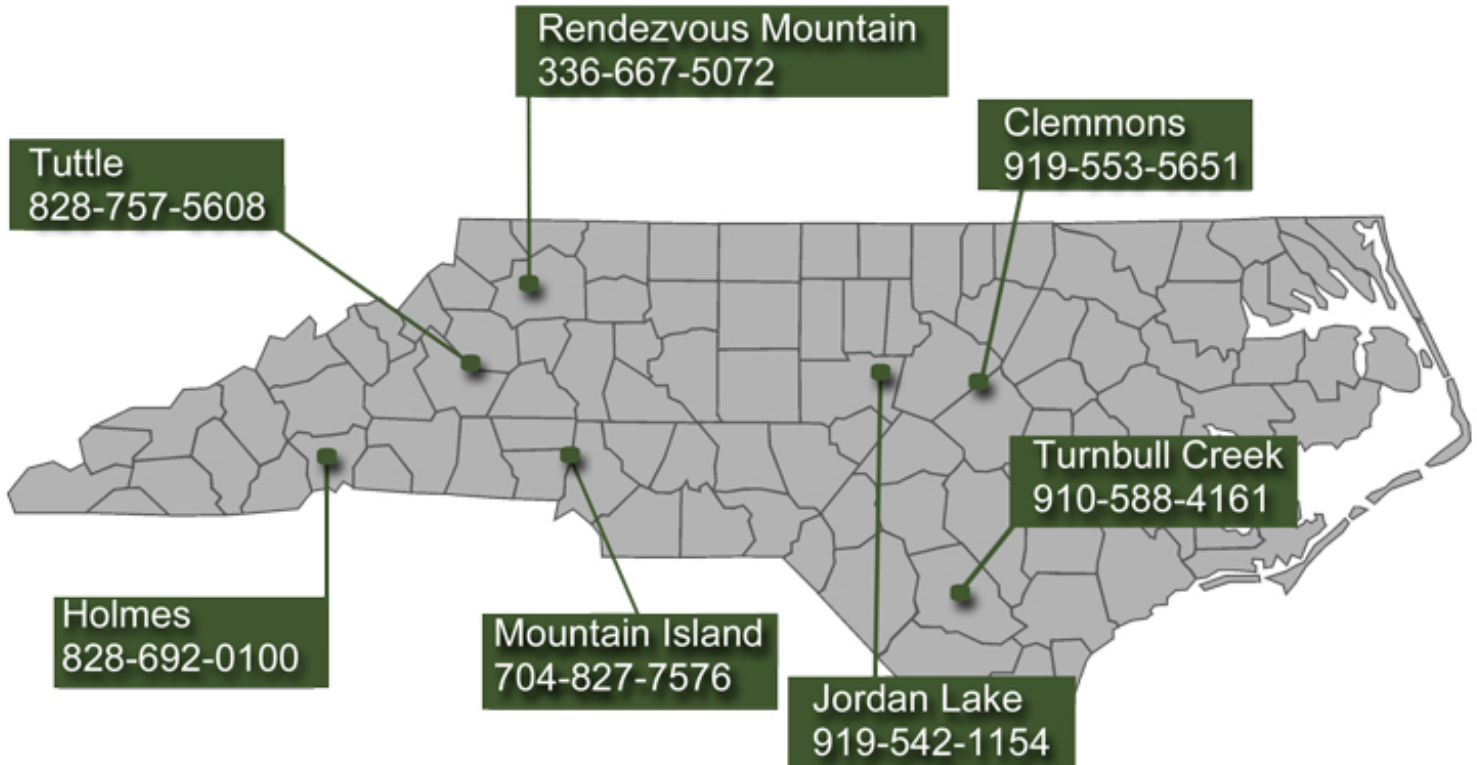 Rendezvous Mountain
336-667-5072
Clemmons
919-553-5651
Tuttle
828-757-5608
Turnbull Creek
910-588-4161
Holmes
828-692-0100
Mountain Island
704-827-7576
Jordan Lake
919-542-1154